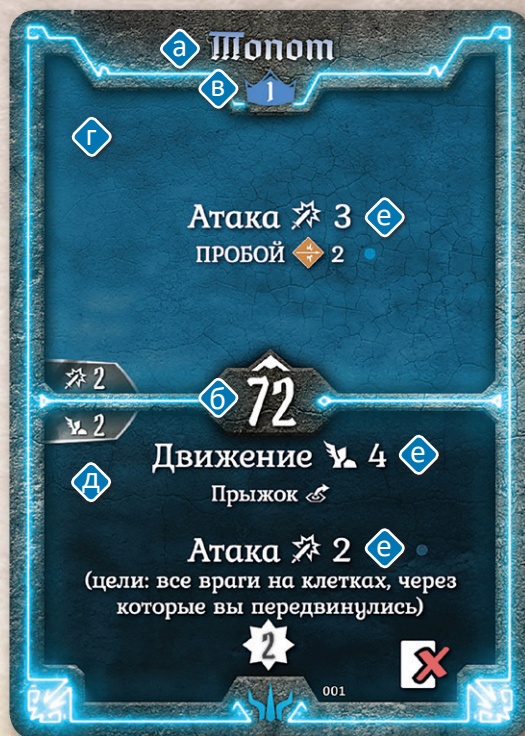 а Топот
в 1
г
Атака 3 е
ПРОБОЙ 2
2
б 72
2
Движение 4 е
д
Прыжок
Атака 2 е
(цели: все враги на клетках, через
которые вы передвинулись)
2
001